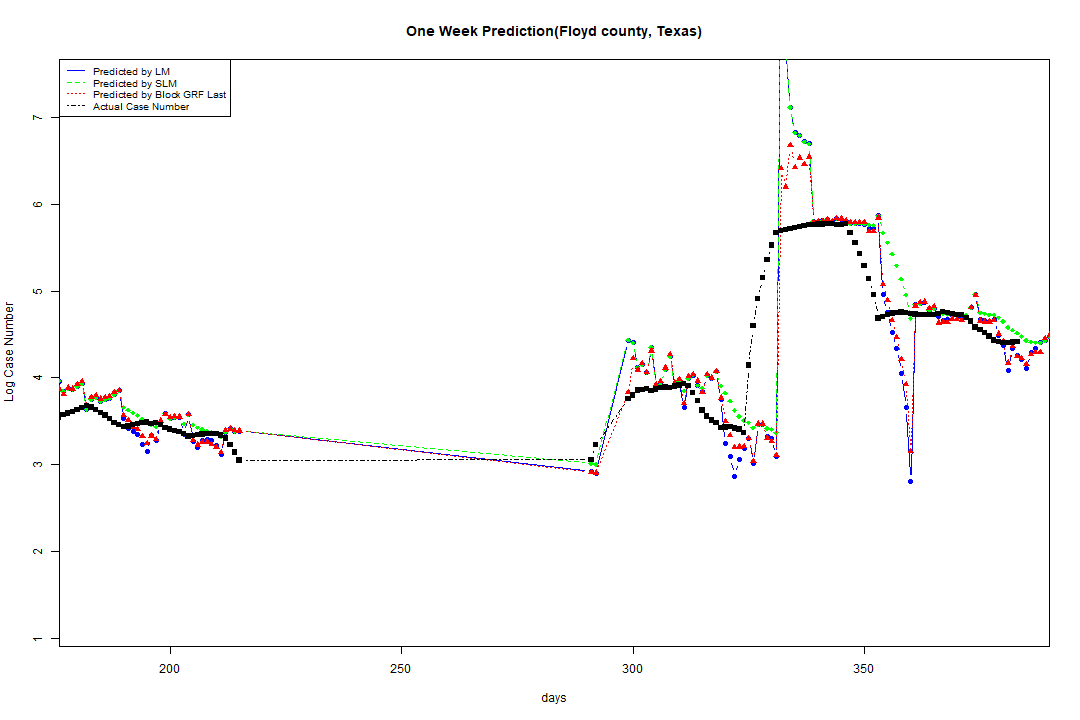 One Week Prediction(Floyd county, Texas)
Predicted by LM
Predicted by SLM
Predicted by Block GRF Last
Actual Case Number
7
6
5
4
3
2
1
Log Case Number
200 250 300 350
days